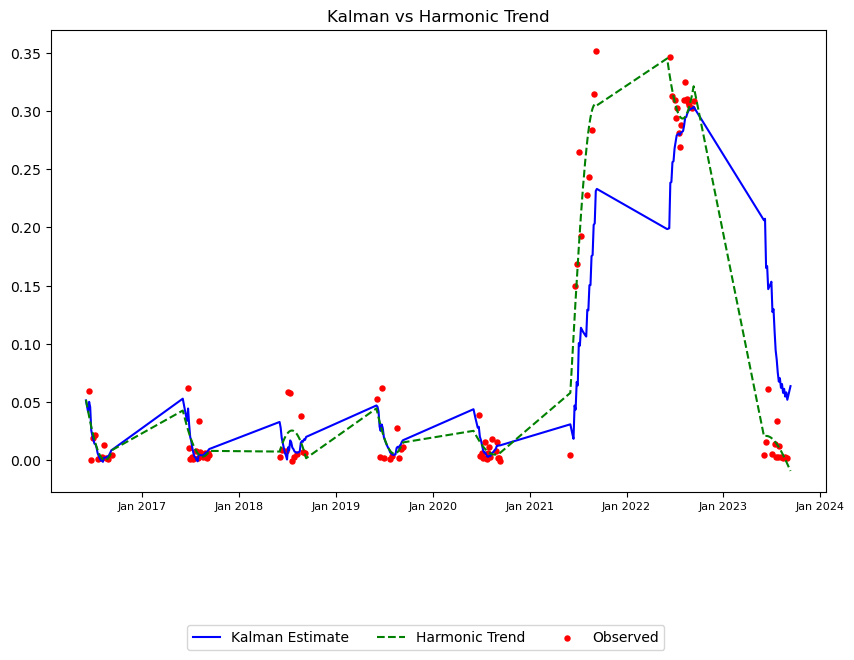 Kalman vs Harmonic Trend
0.35
0.30
0.25
0.20
0.15
0.10
0.05
0.00
Jan 2017 Jan 2018 Jan 2019 Jan 2020 Jan 2021 Jan 2022 Jan 2023 Jan 2024
Kalman Estimate Harmonic Trend Observed